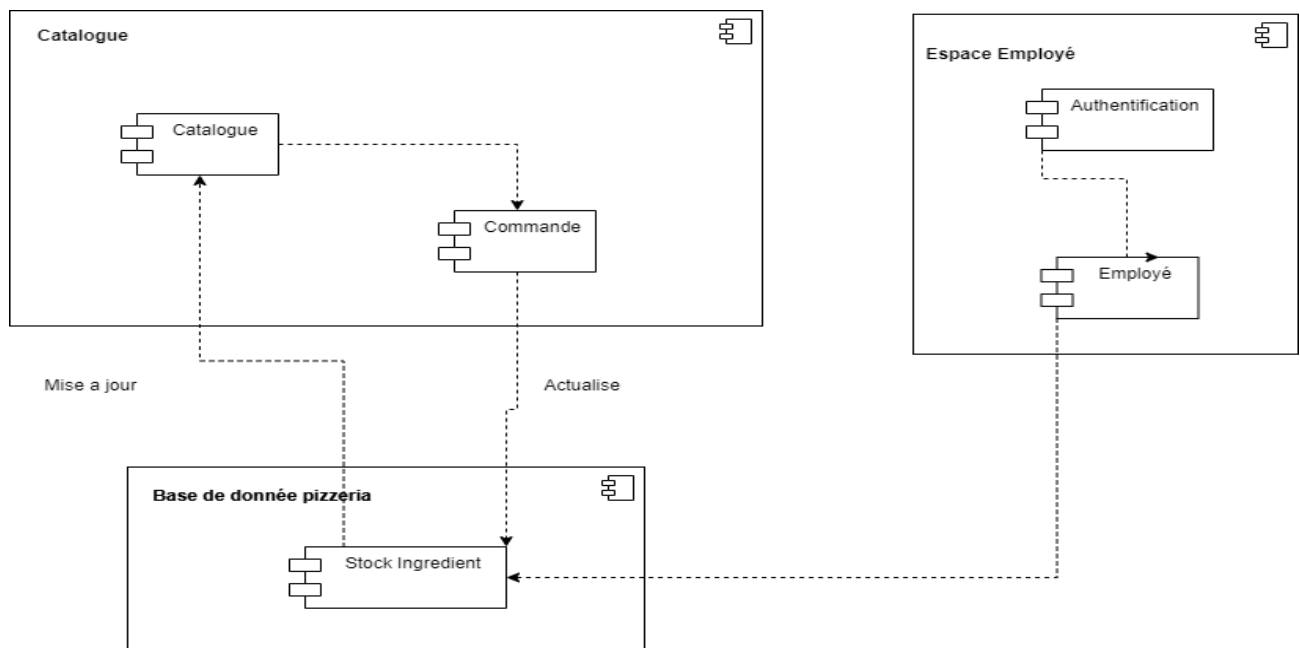 Catalogue
Catalogue
Commande
Espace Employé
Authentification
Employé
Mise a jour
Actualise
Base de donnée pizzeria
Stock Ingredient